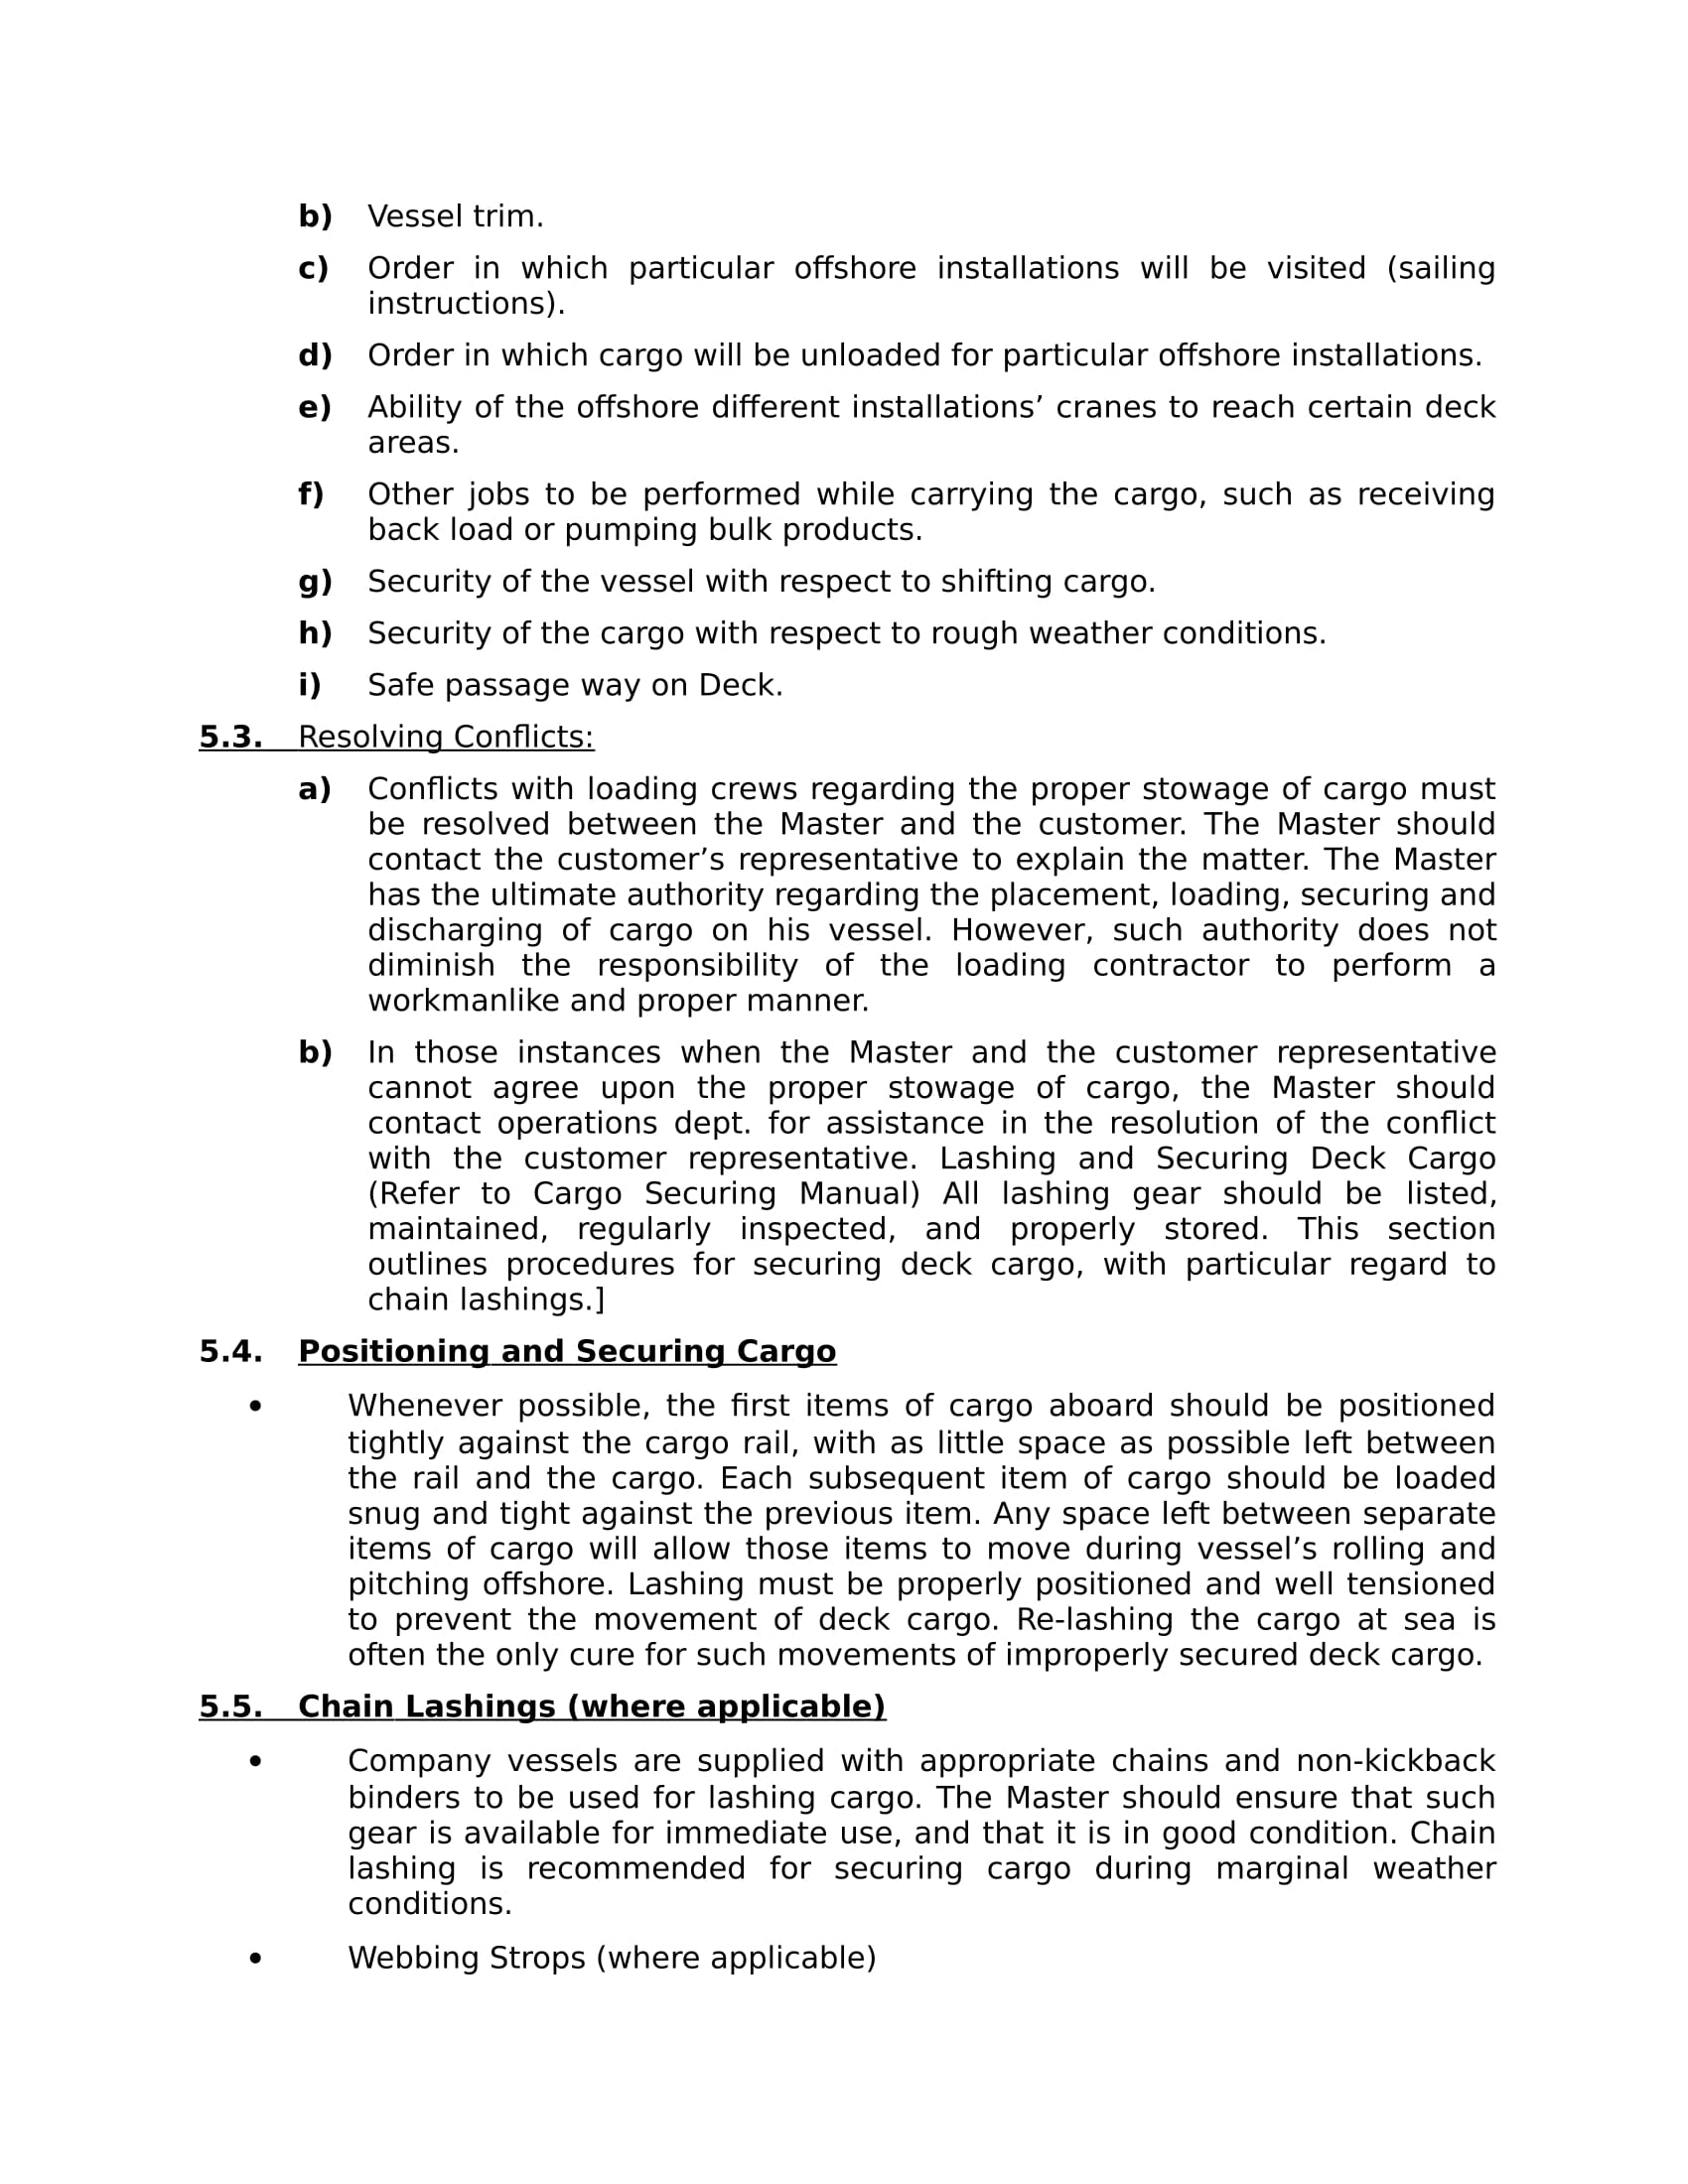 b) Vessel trim.
c) Order in which particular offshore installations will be visited (sailing
instructions).
d) Order in which cargo will be unloaded for particular offshore installations.
e) Ability of the offshore different installations’ cranes to reach certain deck
areas.
f) Other jobs to be performed while carrying the cargo, such as receiving
back load or pumping bulk products.
g) Security of the vessel with respect to shifting cargo.
h) Security of the cargo with respect to rough weather conditions.
i) Safe passage way on Deck.
5.3. Resolving Conflicts:
a) Conflicts with loading crews regarding the proper stowage of cargo must
be resolved between the Master and the customer. The Master should
contact the customer’s representative to explain the matter. The Master
has the ultimate authority regarding the placement, loading, securing and
discharging of cargo on his vessel. However, such authority does not
diminish the responsibility of the loading contractor to perform a
workmanlike and proper manner.
b) In those instances when the Master and the customer representative
cannot agree upon the proper stowage of cargo, the Master should
contact operations dept. for assistance in the resolution of the conflict
with the customer representative. Lashing and Securing Deck Cargo
(Refer to Cargo Securing Manual) All lashing gear should be listed,
maintained, regularly inspected, and properly stored. This section
outlines procedures for securing deck cargo, with particular regard to
chain lashings.]
5.4. Positioning and Securing Cargo
• Whenever possible, the first items of cargo aboard should be positioned
tightly against the cargo rail, with as little space as possible left between
the rail and the cargo. Each subsequent item of cargo should be loaded
snug and tight against the previous item. Any space left between separate
items of cargo will allow those items to move during vessel’s rolling and
pitching offshore. Lashing must be properly positioned and well tensioned
to prevent the movement of deck cargo. Re-lashing the cargo at sea is
often the only cure for such movements of improperly secured deck cargo.
5.5. Chain Lashings (where applicable)
• Company vessels are supplied with appropriate chains and non-kickback
binders to be used for lashing cargo. The Master should ensure that such
gear is available for immediate use, and that it is in good condition. Chain
lashing is recommended for securing cargo during marginal weather
conditions.
• Webbing Strops (where applicable)